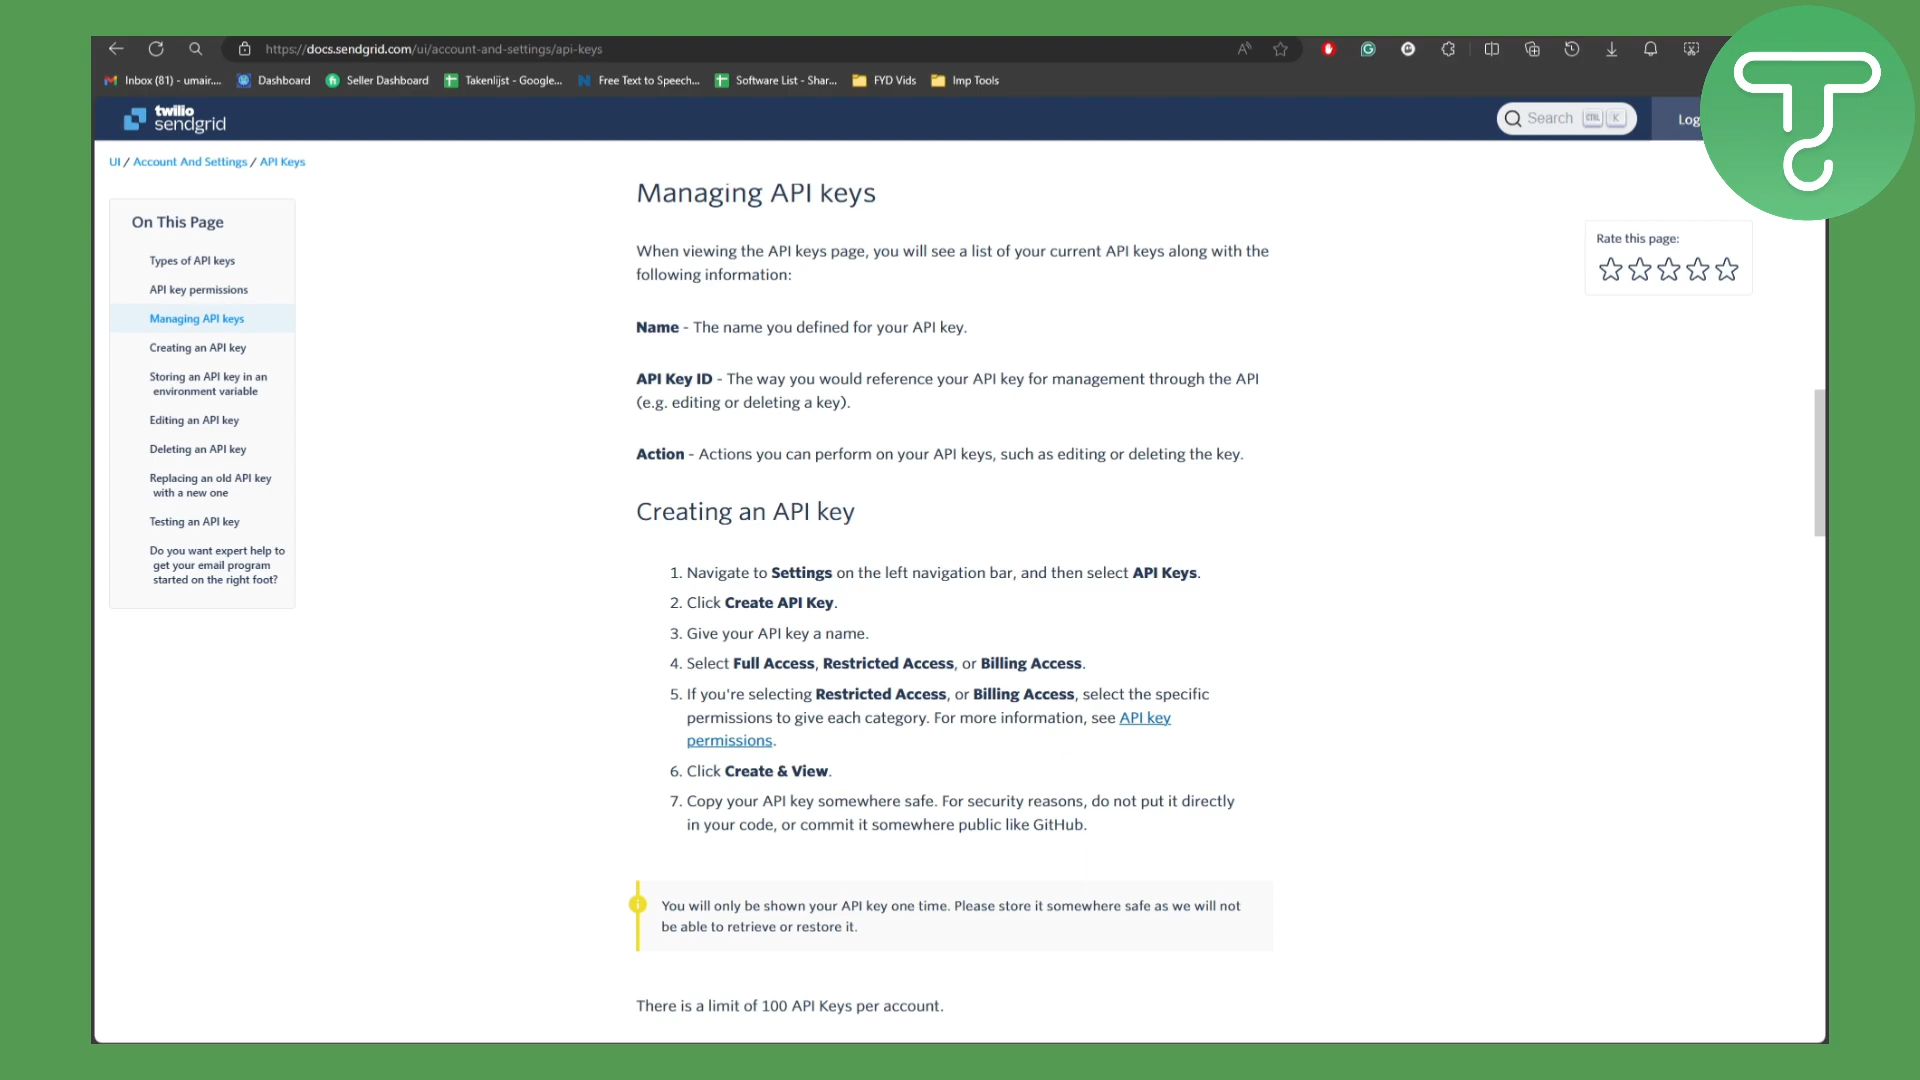 https://docs.sendgrid.com/ui/account-and-settings/api-keys
Inbox (81) - umair.... Dashboard Seller Dashboard Takenlijst - Google... Free Text to Speech... Software List - Shar... FYD Vids Imp Tools
twilio
sendgrid
Search CTRL K
Log
UI / Account And Settings / API Keys
On This Page
Types of API keys
API key permissions
Managing API keys
Creating an API key
Storing an API key in an
environment variable
Editing an API key
Deleting an API key
Replacing an old API key
with a new one
Testing an API key
Do you want expert help to
get your email program
started on the right foot?
Managing API keys
When viewing the API keys page, you will see a list of your current API keys along with the
following information:
Name - The name you defined for your API key.
API Key ID - The way you would reference your API key for management through the API
(e.g. editing or deleting a key).
Action - Actions you can perform on your API keys, such as editing or deleting the key.
Creating an API key
1. Navigate to Settings on the left navigation bar, and then select API Keys.
2. Click Create API Key.
3. Give your API key a name.
4. Select Full Access, Restricted Access, or Billing Access.
5. If you're selecting Restricted Access, or Billing Access, select the specific
permissions to give each category. For more information, see API key
permissions.
6. Click Create & View.
7. Copy your API key somewhere safe. For security reasons, do not put it directly
in your code, or commit it somewhere public like GitHub.
You will only be shown your API key one time. Please store it somewhere safe as we will not
be able to retrieve or restore it.
There is a limit of 100 API Keys per account.
Rate this page: